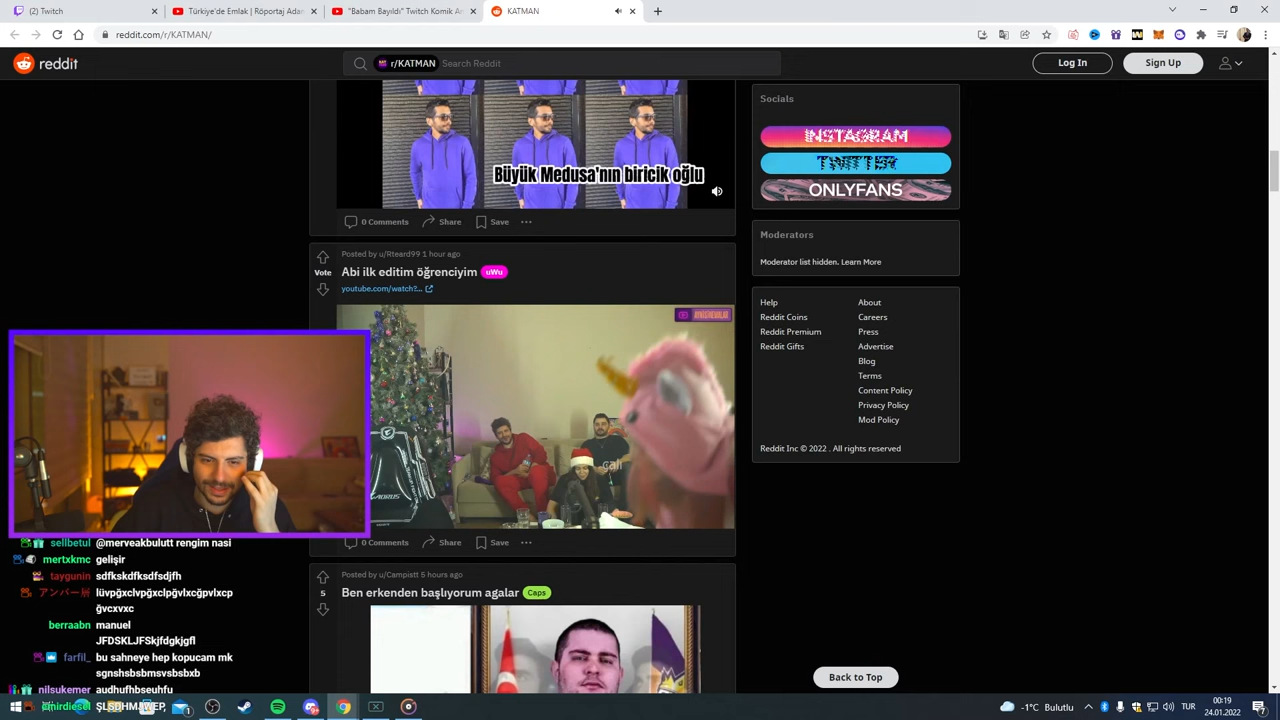 (2) Twitch
Türkiye'de Emlak | Röportaj Adam
"Babam Bayıldı" Twitch Komik An
KATMAN
reddit.com/r/KATMAN/
reddit
r/KATMAN
Search Reddit
Log In
Sign Up
Büyük Medusa'nın biricik oğlu
0 Comments
Share
Save
Posted by u/Rteard99 1 hour ago
Vote
Abi ilk editim öğrenciyim
uWu
youtube.com/watch?...
AORUS
çali
0 Comments
Share
Save
Posted by u/Campistt 5 hours ago
5
Ben erkenden başlıyorum agalar
Caps
Socials
INSTAGRAM
TWITTER
ONLYFANS
Moderators
Moderator list hidden. Learn More
Help
About
Reddit Coins
Careers
Reddit Premium
Press
Reddit Gifts
Advertise
Blog
Terms
Content Policy
Privacy Policy
Mod Policy
Reddit Inc © 2022 . All rights reserved
Back to Top
sellbetul @merveakbulutt rengim nasi
mertxkmc gelişir
taygunin sdfkskdfksdfsdjfh
lüvpğxclvpğxclpğvlxcğpvlxcp
ğvcxvxc
berraabn manuel
JFDSKLJFSkjfdgkjgfl
farfil_ bu sahneye hep kopucam mk
sgnshsbsbmsvsbsbxb
nilsukemer audhufhbseuhfu
emirdiesel
-1°C Bulutlu
TUR
00:19
24.01.2022